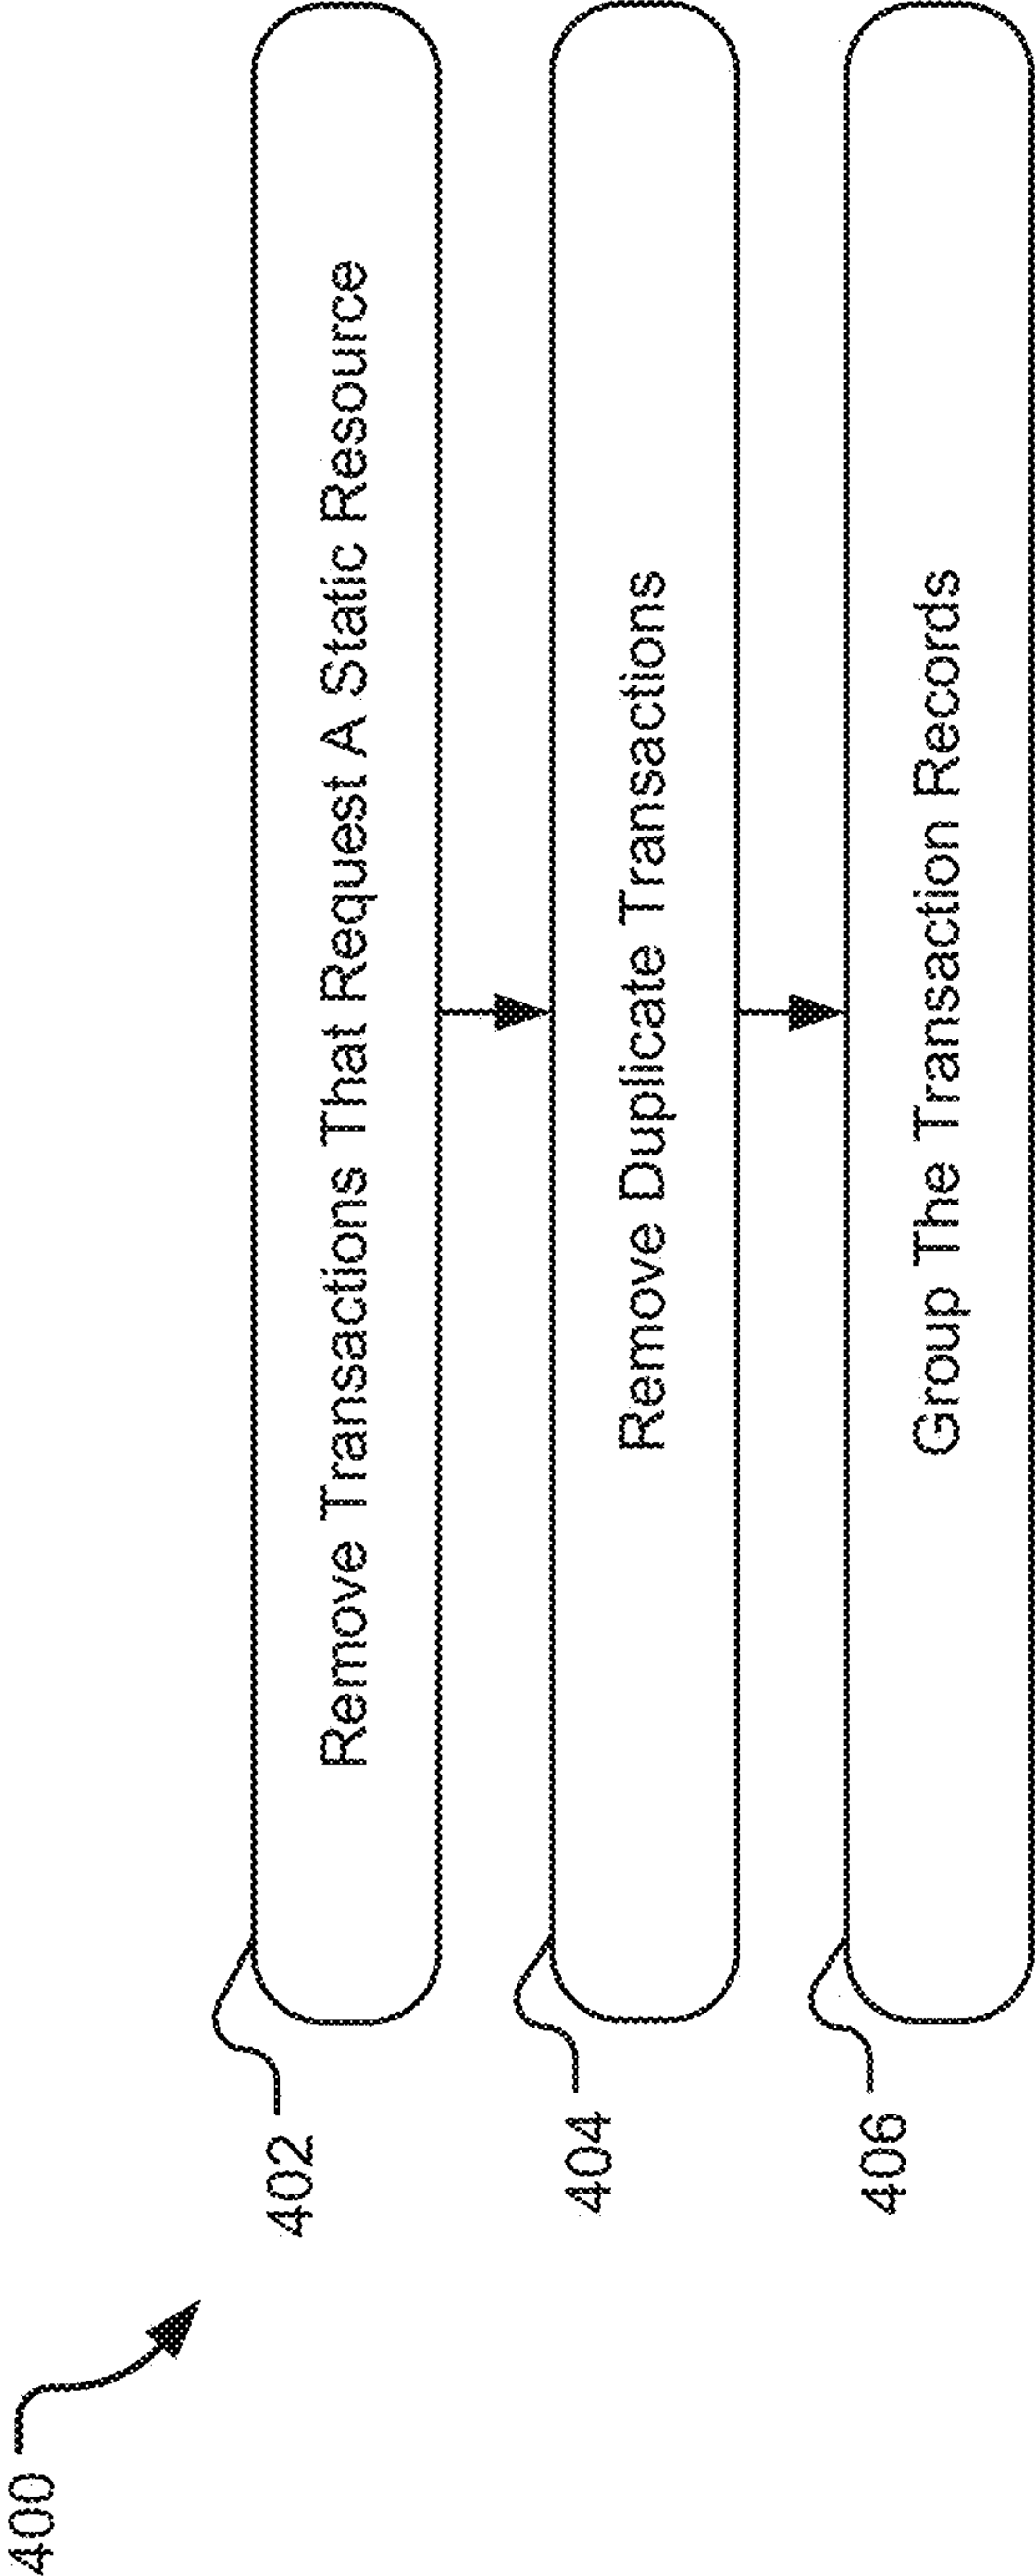 400
402
Remove Transactions That Request A Static Resource
404
Remove Duplicate Transactions
406
Group The Transaction Records